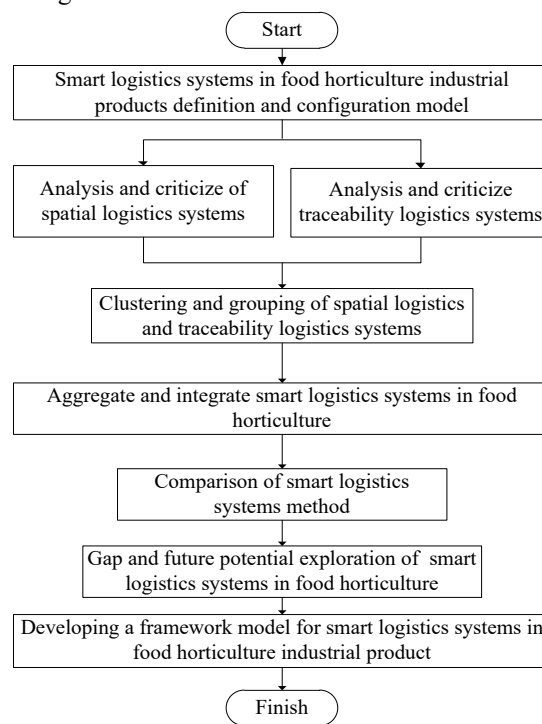 Start
Smart logistics systems in food horticulture industrial
products definition and configuration model
Analysis and criticize of
spatial logistics systems
Analysis and criticize
traceability logistics systems
Clustering and grouping of spatial logistics
and traceability logistics systems
Aggregate and integrate smart logistics systems in food
horticulture
Comparison of smart logistics
systems method
Gap and future potential exploration of smart
logistics systems in food horticulture
Developing a framework model for smart logistics systems in
food horticulture industrial product
Finish